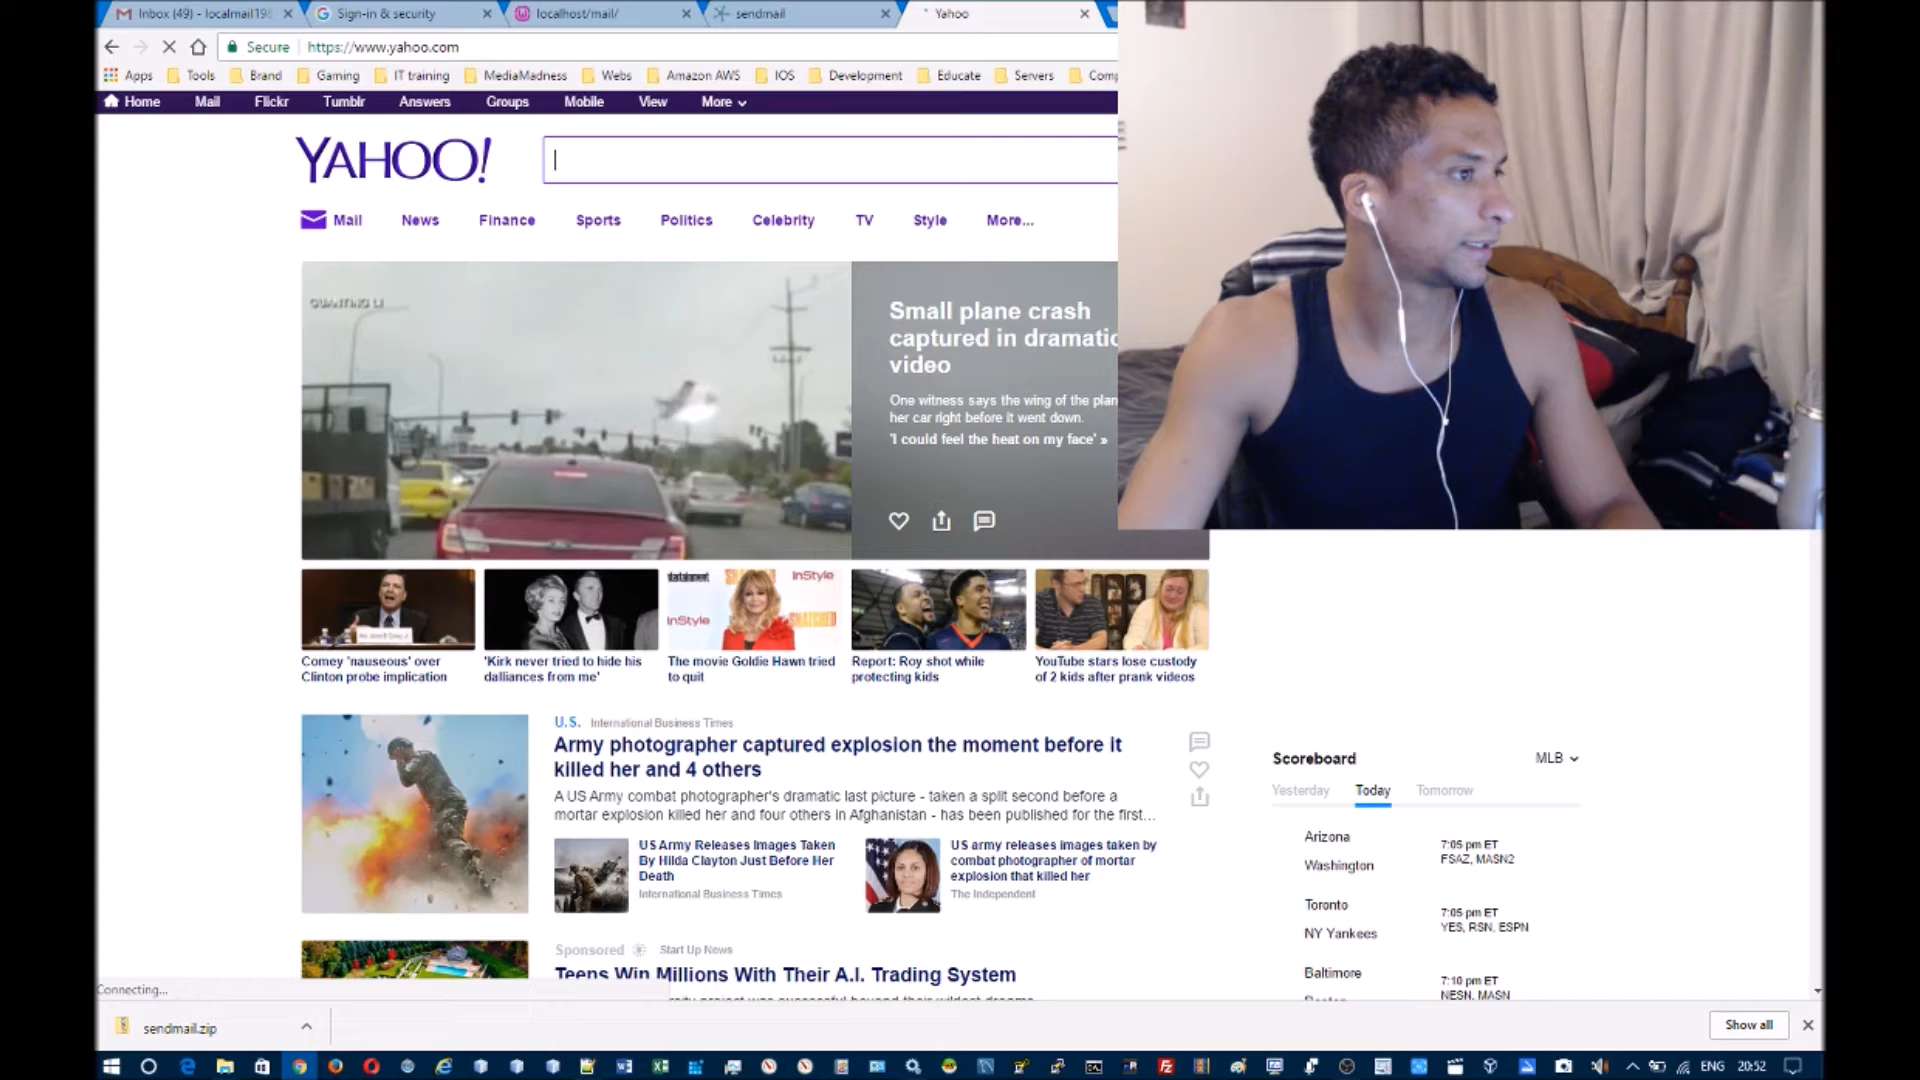 Inbox (49) - localmail198
Sign-in & security
localhost/mail/
sendmail
Yahoo
Secure
https://www.yahoo.com
Apps
Tools
Brand
Gaming
IT training
MediaMadness
Webs
Amazon AWS
IOS
Development
Educate
Servers
Comp
Home
Mail
Flickr
Tumblr
Answers
Groups
Mobile
View
More
YAHOO!
Mail
News
Finance
Sports
Politics
Celebrity
TV
Style
More...
GUANTING LI
Small plane crash
captured in dramatic
video
One witness says the wing of the plan
her car right before it went down.
'I could feel the heat on my face' »
InStyle
InStyle
SNATCHED
Comey 'nauseous' over
Clinton probe implication
'Kirk never tried to hide his
dalliances from me'
The movie Goldie Hawn tried
to quit
Report: Roy shot while
protecting kids
YouTube stars lose custody
of 2 kids after prank videos
U.S.
International Business Times
Army photographer captured explosion the moment before it
killed her and 4 others
A US Army combat photographer's dramatic last picture - taken a split second before a
mortar explosion killed her and four others in Afghanistan - has been published for the first...
US Army Releases Images Taken
By Hilda Clayton Just Before Her
Death
International Business Times
US army releases images taken by
combat photographer of mortar
explosion that killed her
The Independent
Sponsored
Start Up News
Teens Win Millions With Their A.I. Trading System
Scoreboard
MLB
Yesterday
Today
Tomorrow
Arizona
Washington
7:05 pm ET
FSAZ, MASN2
Toronto
NY Yankees
7:05 pm ET
YES, RSN, ESPN
Baltimore
7:10 pm ET
NESN, MASN
Connecting...
sendmail.zip
Show all
ENG
20:52